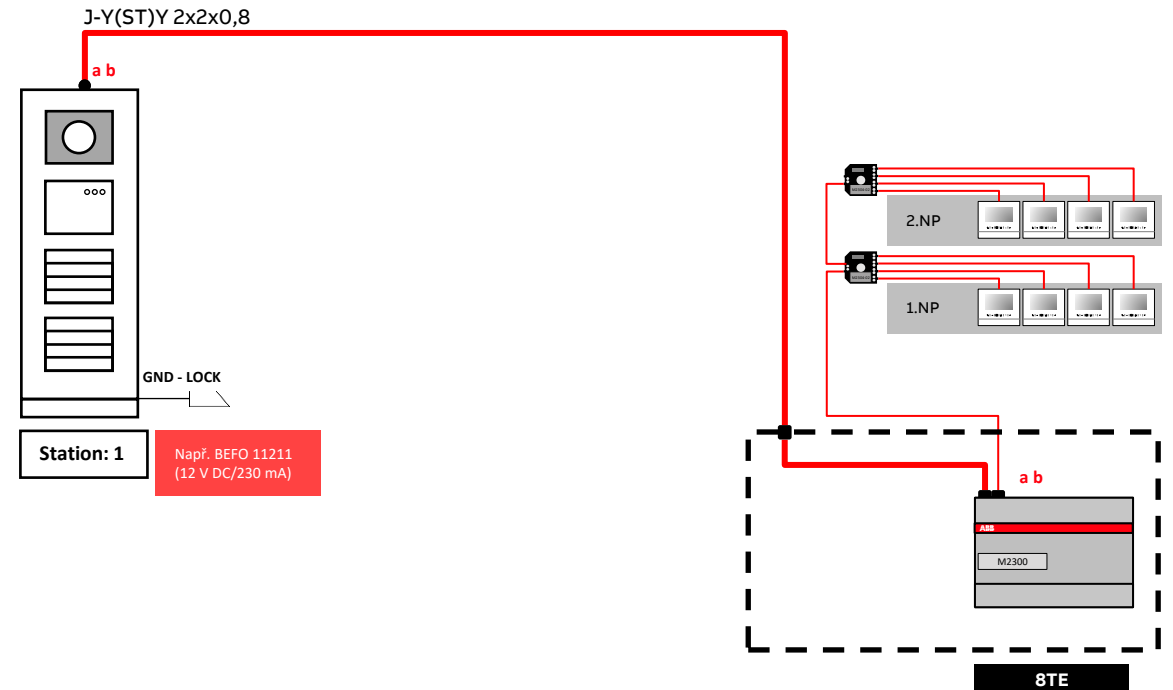 J-Y(ST)Y 2x2x0,8
a b
2.NP
1.NP
GND - LOCK
Station: 1
Např. BEFO 11211
(12 V DC/230 mA)
a b
ABB
M2300
8TE